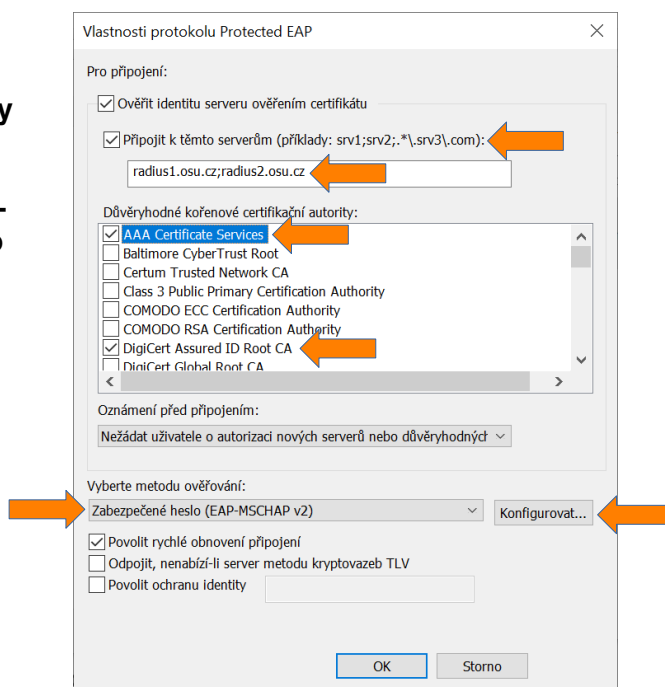 Vlastnosti protokolu Protected EAP
Pro připojení:
Ověřit identitu serveru ověřením certifikátu
y
Připojit k těmto serverům (příklady: srv1;srv2;.*\.srv3\.com):
radius1.osu.cz;radius2.osu.cz
-
Důvěryhodné kořenové certifikační autority:
AAA Certificate Services
Baltimore CyberTrust Root
Certum Trusted Network CA
Class 3 Public Primary Certification Authority
COMODO ECC Certification Authority
COMODO RSA Certification Authority
DigiCert Assured ID Root CA
DigiCert Global Root CA
Oznámení před připojením:
Nežádat uživatele o autorizaci nových serverů nebo důvěryhodných
Vyberte metodu ověřování:
Zabezpečené heslo (EAP-MSCHAP v2)
Konfigurovat...
Povolit rychlé obnovení připojení
Odpojit, nenabízí-li server metodu kryptovazeb TLV
Povolit ochranu identity
OK
Storno